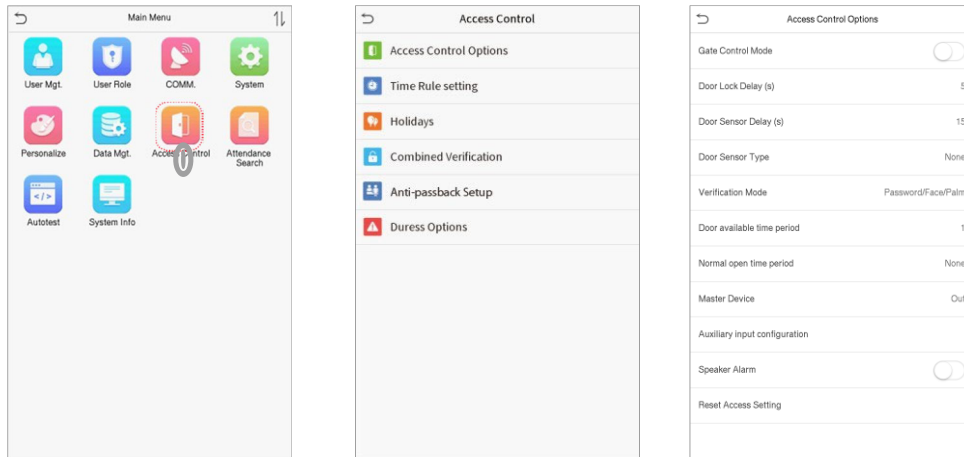 Main Menu
User Mgt.
User Role
COMM.
System
Personalize
Data Mgt.
Access Control
Attendance
Search
</>
Autotest
System Info
Access Control
Access Control Options
Time Rule setting
Holidays
Combined Verification
Anti-passback Setup
Duress Options
Access Control Options
Gate Control Mode
Door Lock Delay (s) 5
Door Sensor Delay (s) 15
Door Sensor Type None
Verification Mode Password/Face/Palm
Door available time period 1
Normal open time period None
Master Device Out
Auxiliary input configuration
Speaker Alarm
Reset Access Setting